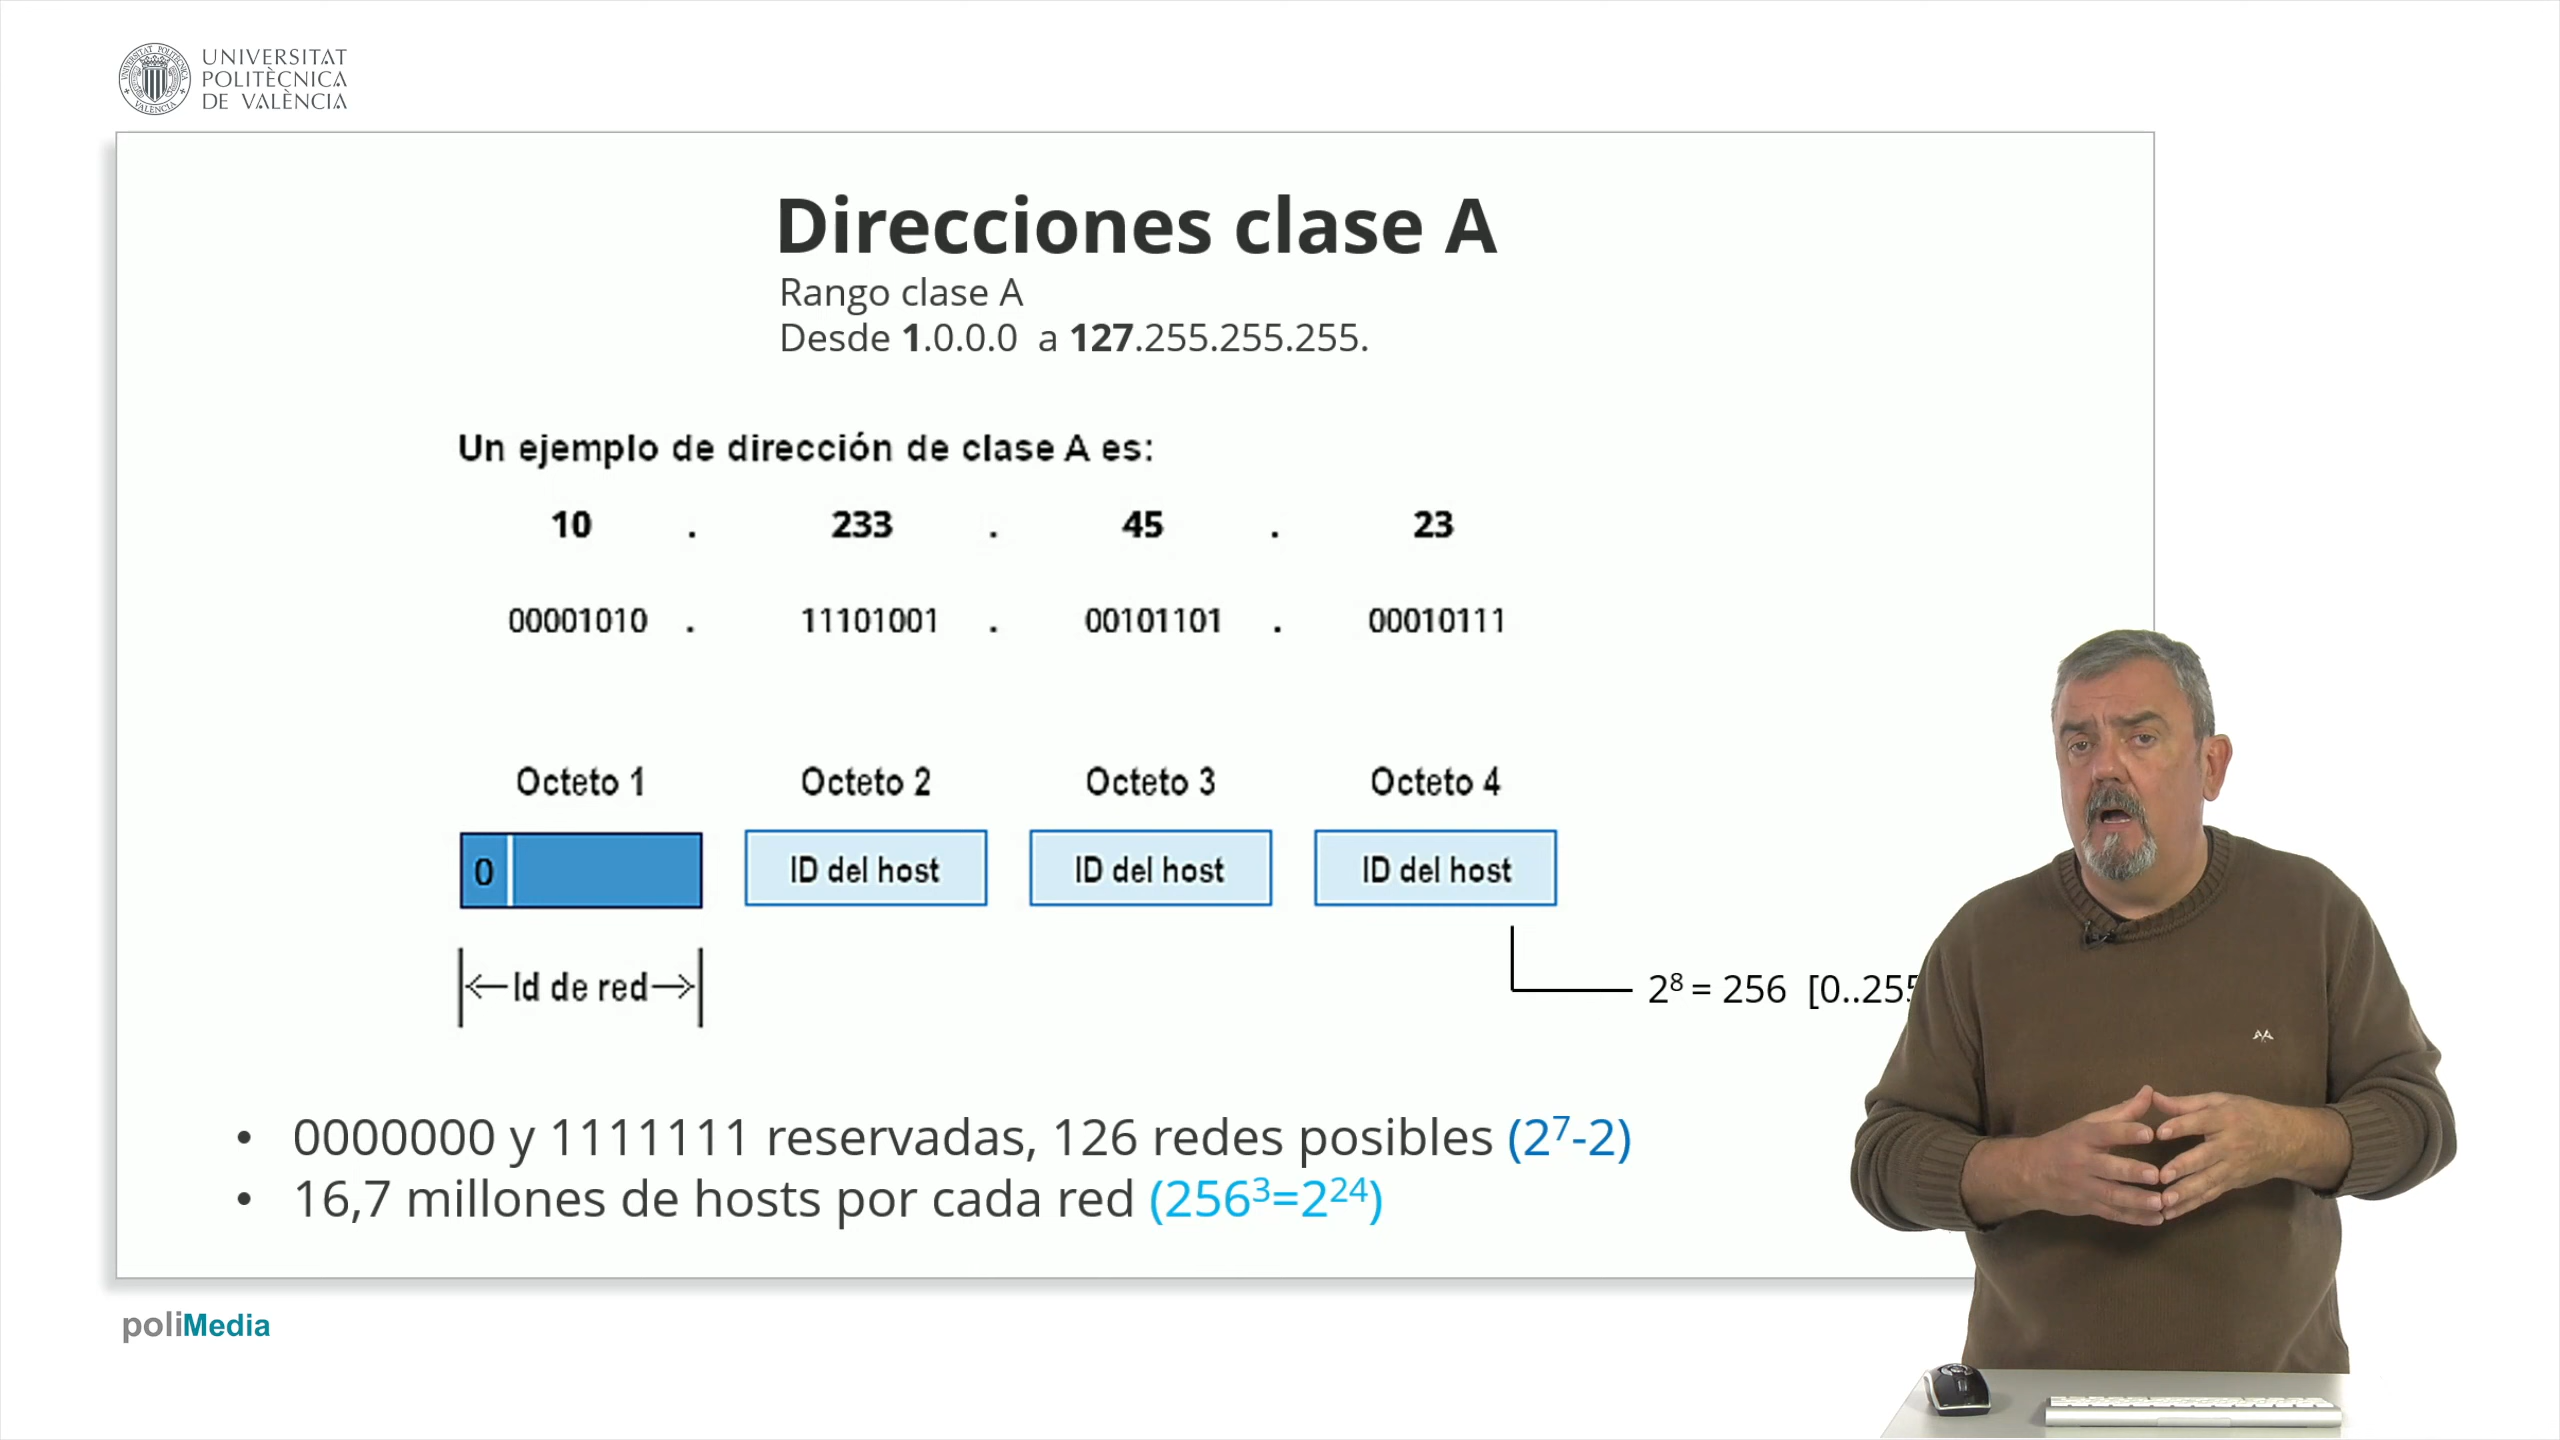 UNIVERSITAT
POLITÈCNICA
DE VALÈNCIA
Direcciones clase A
Rango clase A
Desde 1.0.0.0 a 127.255.255.255.
Un ejemplo de dirección de clase A es:
10 . 233 . 45 . 23
00001010 . 11101001 . 00101101 . 00010111
Octeto 1 Octeto 2 Octeto 3 Octeto 4
0 ID del host ID del host ID del host
Id de red
2⁸ = 256 [0..255
• 0000000 y 1111111 reservadas, 126 redes posibles (2⁷-2)
• 16,7 millones de hosts por cada red (256³=2²⁴)
poliMedia